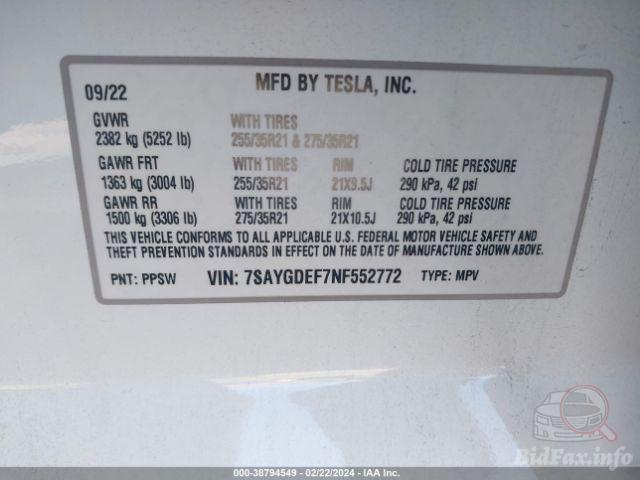 09/22 MFD BY TESLA, INC.
GVWR WITH TIRES
2382 kg (5252 lb) 255/35R21 & 275/35R21
GAWR FRT WITH TIRES RIM COLD TIRE PRESSURE
1363 kg (3004 lb) 255/35R21 21X9.5J 290 kPa, 42 psi
GAWR RR WITH TIRES RIM COLD TIRE PRESSURE
1500 kg (3306 lb) 275/35R21 21X10.5J 290 kPa, 42 psi
THIS VEHICLE CONFORMS TO ALL APPLICABLE U.S. FEDERAL MOTOR VEHICLE SAFETY AND
THEFT PREVENTION STANDARDS IN EFFECT ON THE DATE OF MANUFACTURE SHOWN ABOVE.
PNT: PPSW VIN: 7SAYGDEF7NF552772 TYPE: MPV
BidFax.info
000-38794549 - 02/22/2024 - IAA Inc.